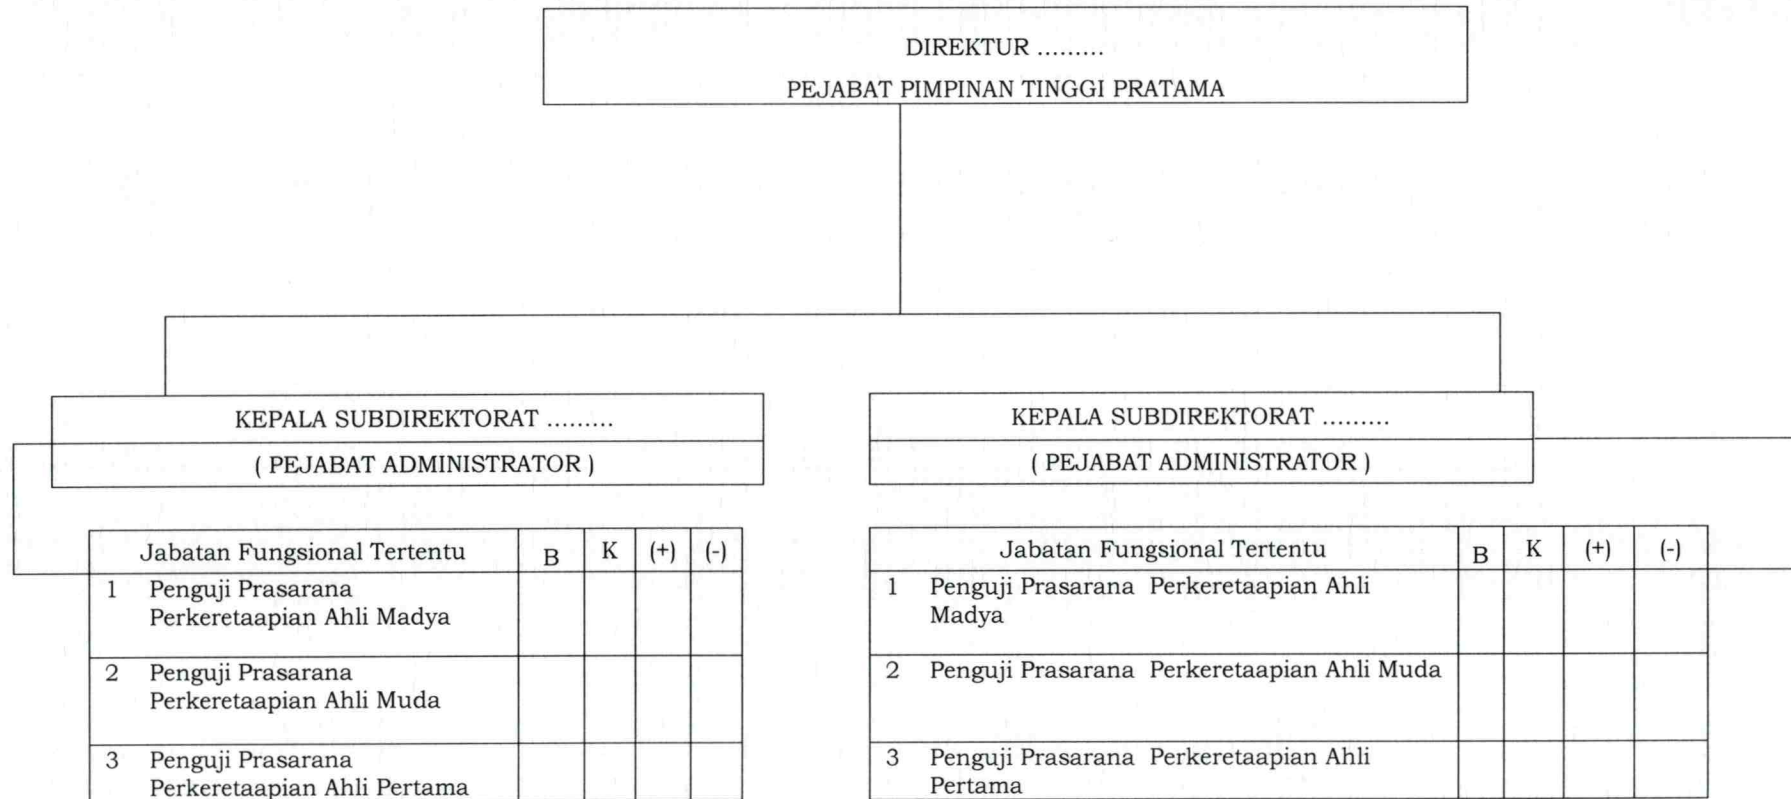 DIREKTUR .........
PEJABAT PIMPINAN TINGGI PRATAMA
KEPALA SUBDIREKTORAT .........
( PEJABAT ADMINISTRATOR )
Jabatan Fungsional Tertentu B K (+) (-)
1 Penguji Prasarana
Perkeretaapian Ahli Madya
2 Penguji Prasarana
Perkeretaapian Ahli Muda
3 Penguji Prasarana
Perkeretaapian Ahli Pertama
KEPALA SUBDIREKTORAT .........
( PEJABAT ADMINISTRATOR )
Jabatan Fungsional Tertentu B K (+) (-)
1 Penguji Prasarana Perkeretaapian Ahli
Madya
2 Penguji Prasarana Perkeretaapian Ahli Muda
3 Penguji Prasarana Perkeretaapian Ahli
Pertama